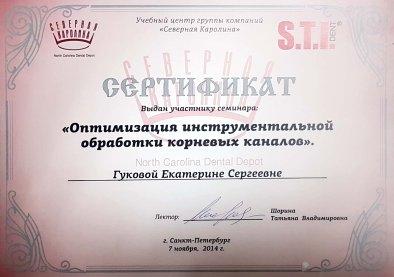 Учебный центр группы компаний
«Северная Каролина»
СЕВЕРНАЯ
КАРОЛИНА
North Carolina Dental Depot
S.T.I.
DENT
СЕРТИФИКАТ
Выдан участнику семинара:
«Оптимизация инструментальной
обработки корневых каналов».
North Carolina Dental Depot
Гуковой Екатерине Сергеевне
Лектор:
Шорина
Татьяна Владимировна
г. Санкт-Петербург
7 ноября, 2014 г.